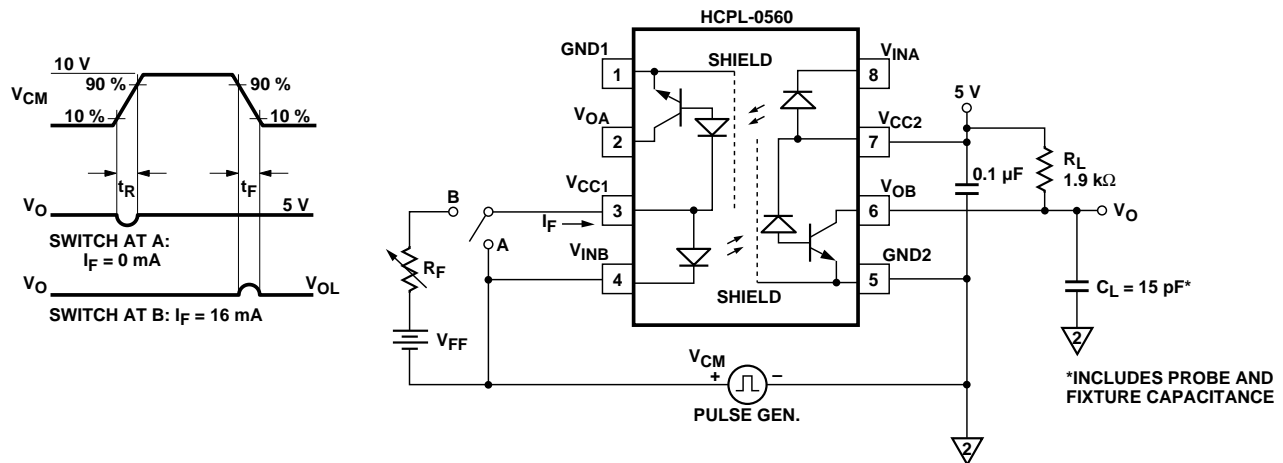 HCPL-0560
10 V
90 %
90 %
V_CM
10 %
10 %
t_R
t_F
V_O
5 V
SWITCH AT A:
I_F = 0 mA
V_O
V_OL
SWITCH AT B: I_F = 16 mA
B
A
I_F
R_F
V_FF
GND1
1
V_OA
2
V_CC1
3
V_INB
4
SHIELD
SHIELD
V_INA
8
V_CC2
7
V_OB
6
GND2
5
5 V
0.1 µF
R_L
1.9 kΩ
V_O
C_L = 15 pF*
2
V_CM
+
–
PULSE GEN.
2
*INCLUDES PROBE AND
FIXTURE CAPACITANCE